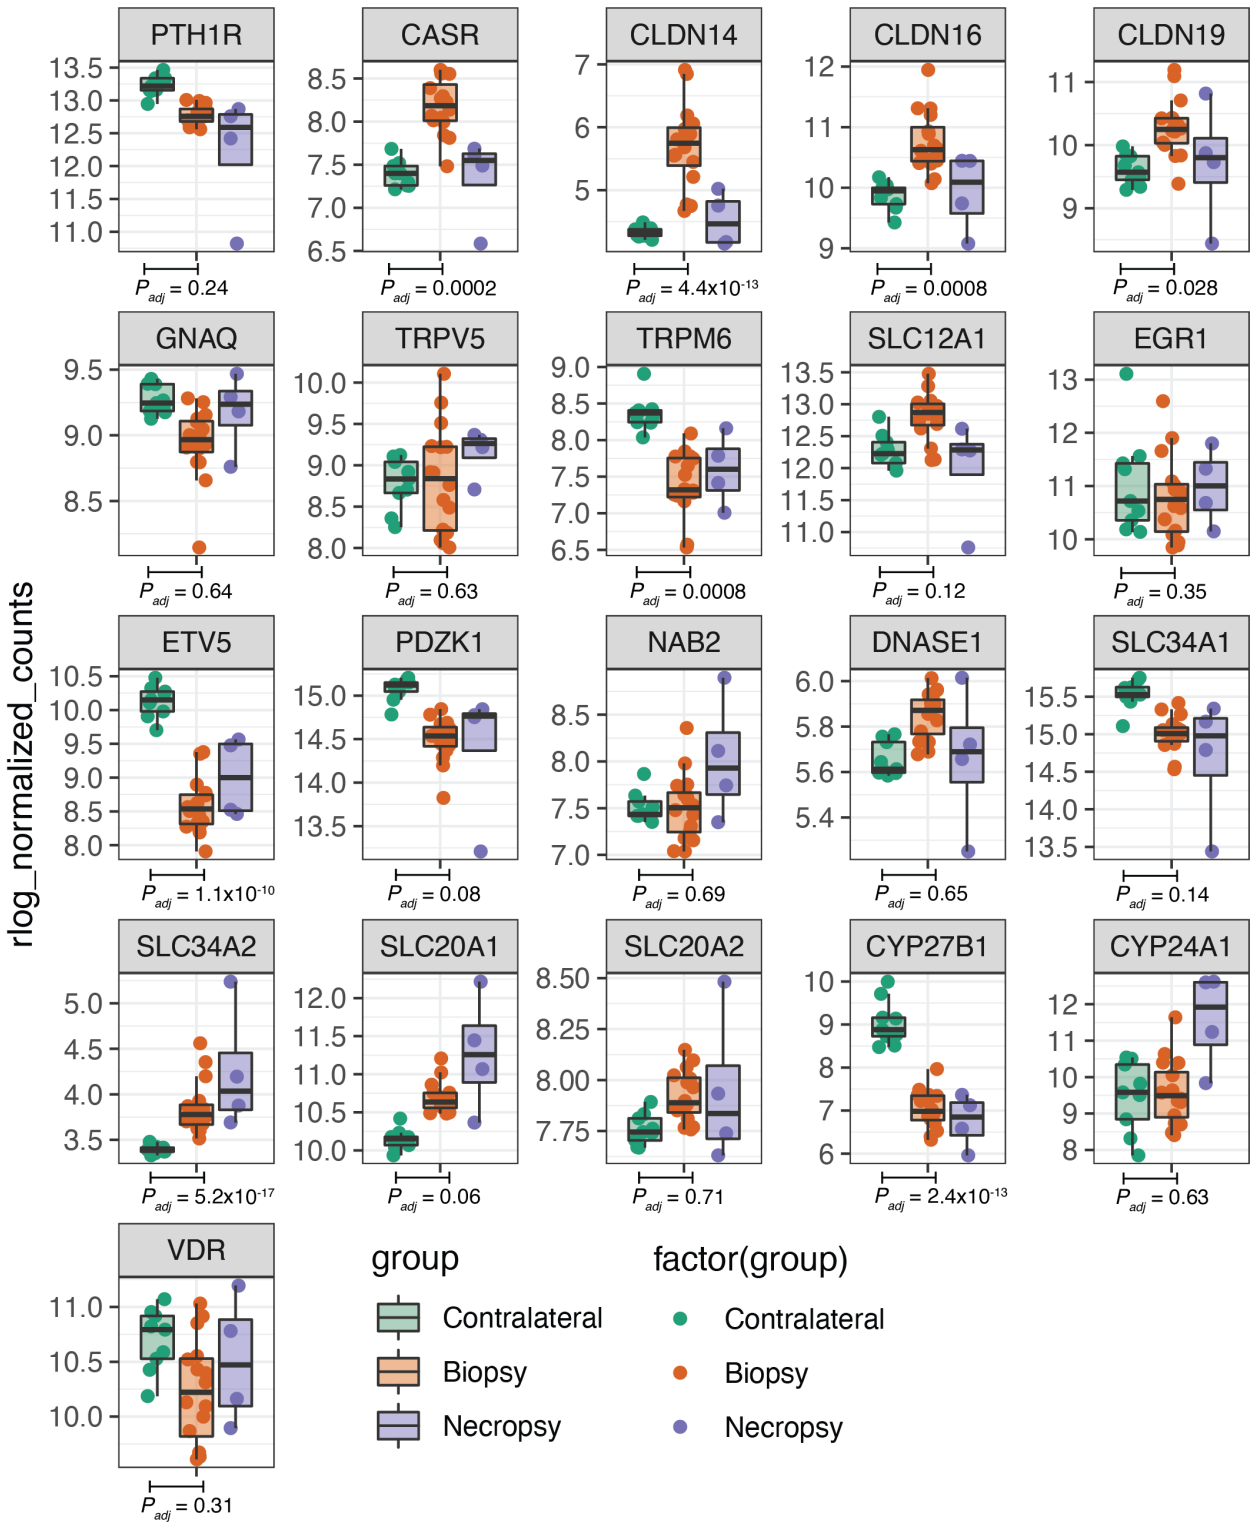 PTH1R CASR CLDN14 CLDN16 CLDN19
13.5 13.0 12.5 12.0 11.5 11.0
8.5 8.0 7.5 7.0 6.5
7 6 5
12 11 10 9
11 10 9
Padj = 0.24 Padj = 0.0002 Padj = 4.4x10-13 Padj = 0.0008 Padj = 0.028
GNAQ TRPV5 TRPM6 SLC12A1 EGR1
9.5 9.0 8.5
10.0 9.5 9.0 8.5 8.0
9.0 8.5 8.0 7.5 7.0 6.5
13.5 13.0 12.5 12.0 11.5 11.0
13 12 11 10
Padj = 0.64 Padj = 0.63 Padj = 0.0008 Padj = 0.12 Padj = 0.35
rlog_normalized_counts
ETV5 PDZK1 NAB2 DNASE1 SLC34A1
10.5 10.0 9.5 9.0 8.5 8.0
15.0 14.5 14.0 13.5
8.5 8.0 7.5 7.0
6.0 5.8 5.6 5.4
15.5 15.0 14.5 14.0 13.5
Padj = 1.1x10-10 Padj = 0.08 Padj = 0.69 Padj = 0.65 Padj = 0.14
SLC34A2 SLC20A1 SLC20A2 CYP27B1 CYP24A1
5.0 4.5 4.0 3.5
12.0 11.5 11.0 10.5 10.0
8.50 8.25 8.00 7.75
10 9 8 7 6
12 11 10 9 8
Padj = 5.2x10-17 Padj = 0.06 Padj = 0.71 Padj = 2.4x10-13 Padj = 0.63
VDR
11.0 10.5 10.0
Padj = 0.31
group factor(group)
Contralateral Contralateral
Biopsy Biopsy
Necropsy Necropsy